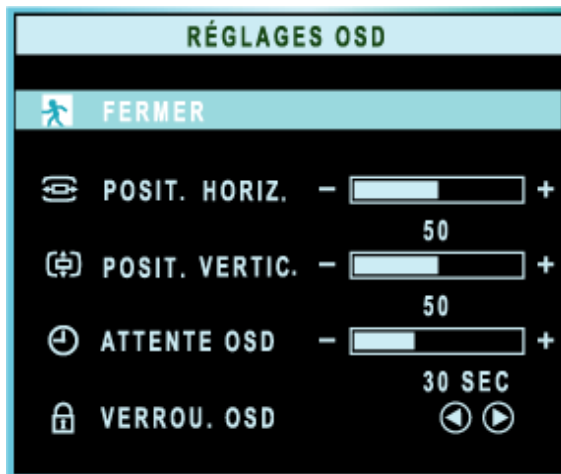 RÉGLAGES OSD
FERMER
POSIT. HORIZ. - +
50
POSIT. VERTIC. - +
50
ATTENTE OSD - +
30 SEC
VERROU. OSD